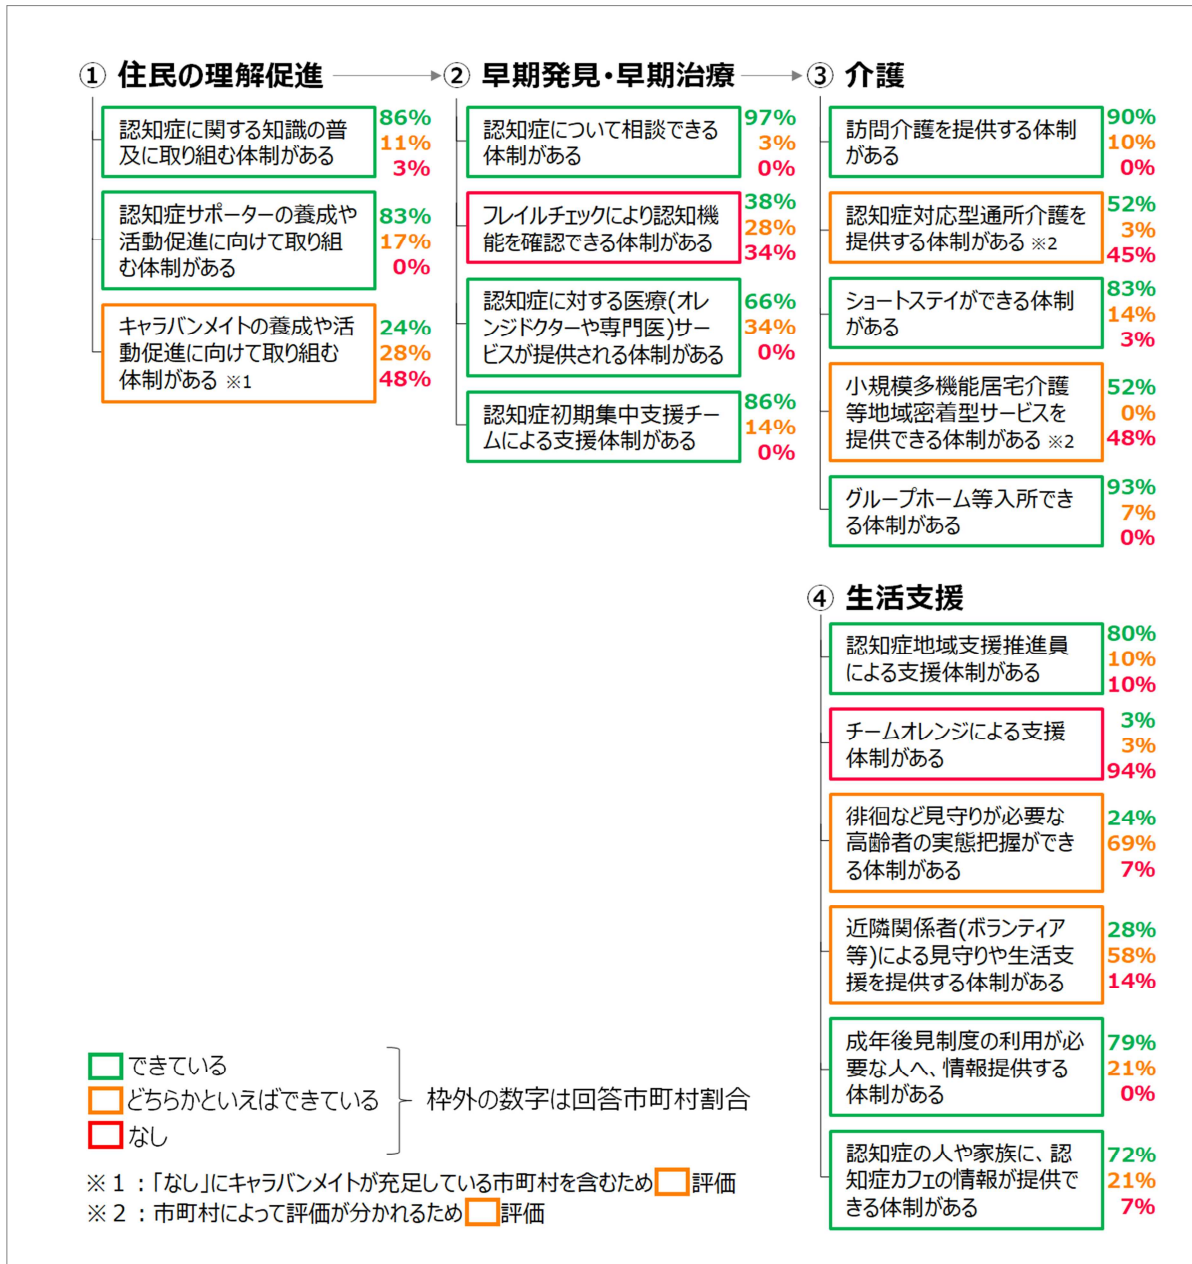 ① 住民の理解促進
認知症に関する知識の普
及に取り組む体制がある
86%
11%
3%
認知症サポーターの養成や
活動促進に向けて取り組
む体制がある
83%
17%
0%
キャラバンメイトの養成や活
動促進に向けて取り組む
体制がある ※1
24%
28%
48%
② 早期発見・早期治療
認知症について相談できる
体制がある
97%
3%
0%
フレイルチェックにより認知機
能を確認できる体制がある
38%
28%
34%
認知症に対する医療(オレ
ンジドクターや専門医)サー
ビスが提供される体制がある
66%
34%
0%
認知症初期集中支援チー
ムによる支援体制がある
86%
14%
0%
③ 介護
訪問介護を提供する体制
がある
90%
10%
0%
認知症対応型通所介護を
提供する体制がある ※2
52%
3%
45%
ショートステイができる体制
がある
83%
14%
3%
小規模多機能居宅介護
等地域密着型サービスを
提供できる体制がある ※2
52%
0%
48%
グループホーム等入所でき
る体制がある
93%
7%
0%
④ 生活支援
認知症地域支援推進員
による支援体制がある
80%
10%
10%
チームオレンジによる支援
体制がある
3%
3%
94%
徘徊など見守りが必要な
高齢者の実態把握ができ
る体制がある
24%
69%
7%
近隣関係者(ボランティア
等)による見守りや生活支
援を提供する体制がある
28%
58%
14%
成年後見制度の利用が必
要な人へ、情報提供する
体制がある
79%
21%
0%
認知症の人や家族に、認
知症カフェの情報が提供で
きる体制がある
72%
21%
7%
できている
どちらかといえばできている
なし
枠外の数字は回答市町村割合
※1：「なし」にキャラバンメイトが充足している市町村を含むため 評価
※2：市町村によって評価が分かれるため 評価